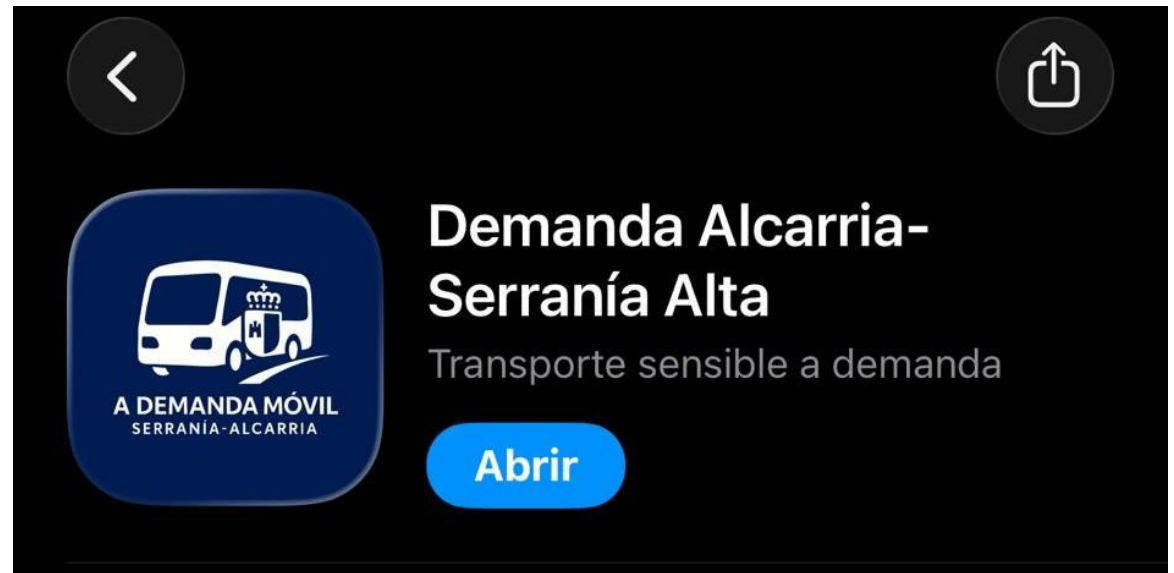 Demanda Alcarria-
Serranía Alta
Transporte sensible a demanda
A DEMANDA MÓVIL
SERRANÍA-ALCARRIA
Abrir